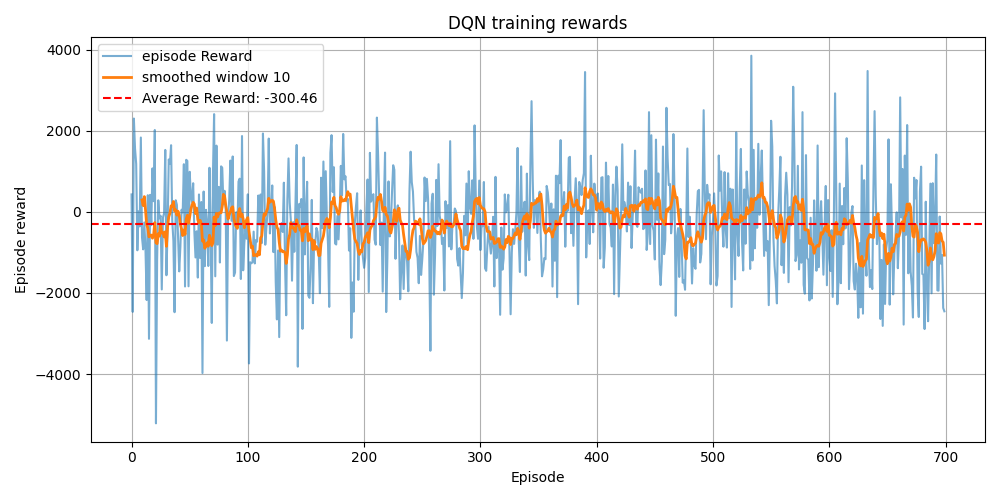 DQN training rewards
episode Reward
smoothed window 10
Average Reward: -300.46
Episode reward
4000
2000
0
−2000
−4000
0 100 200 300 400 500 600 700
Episode